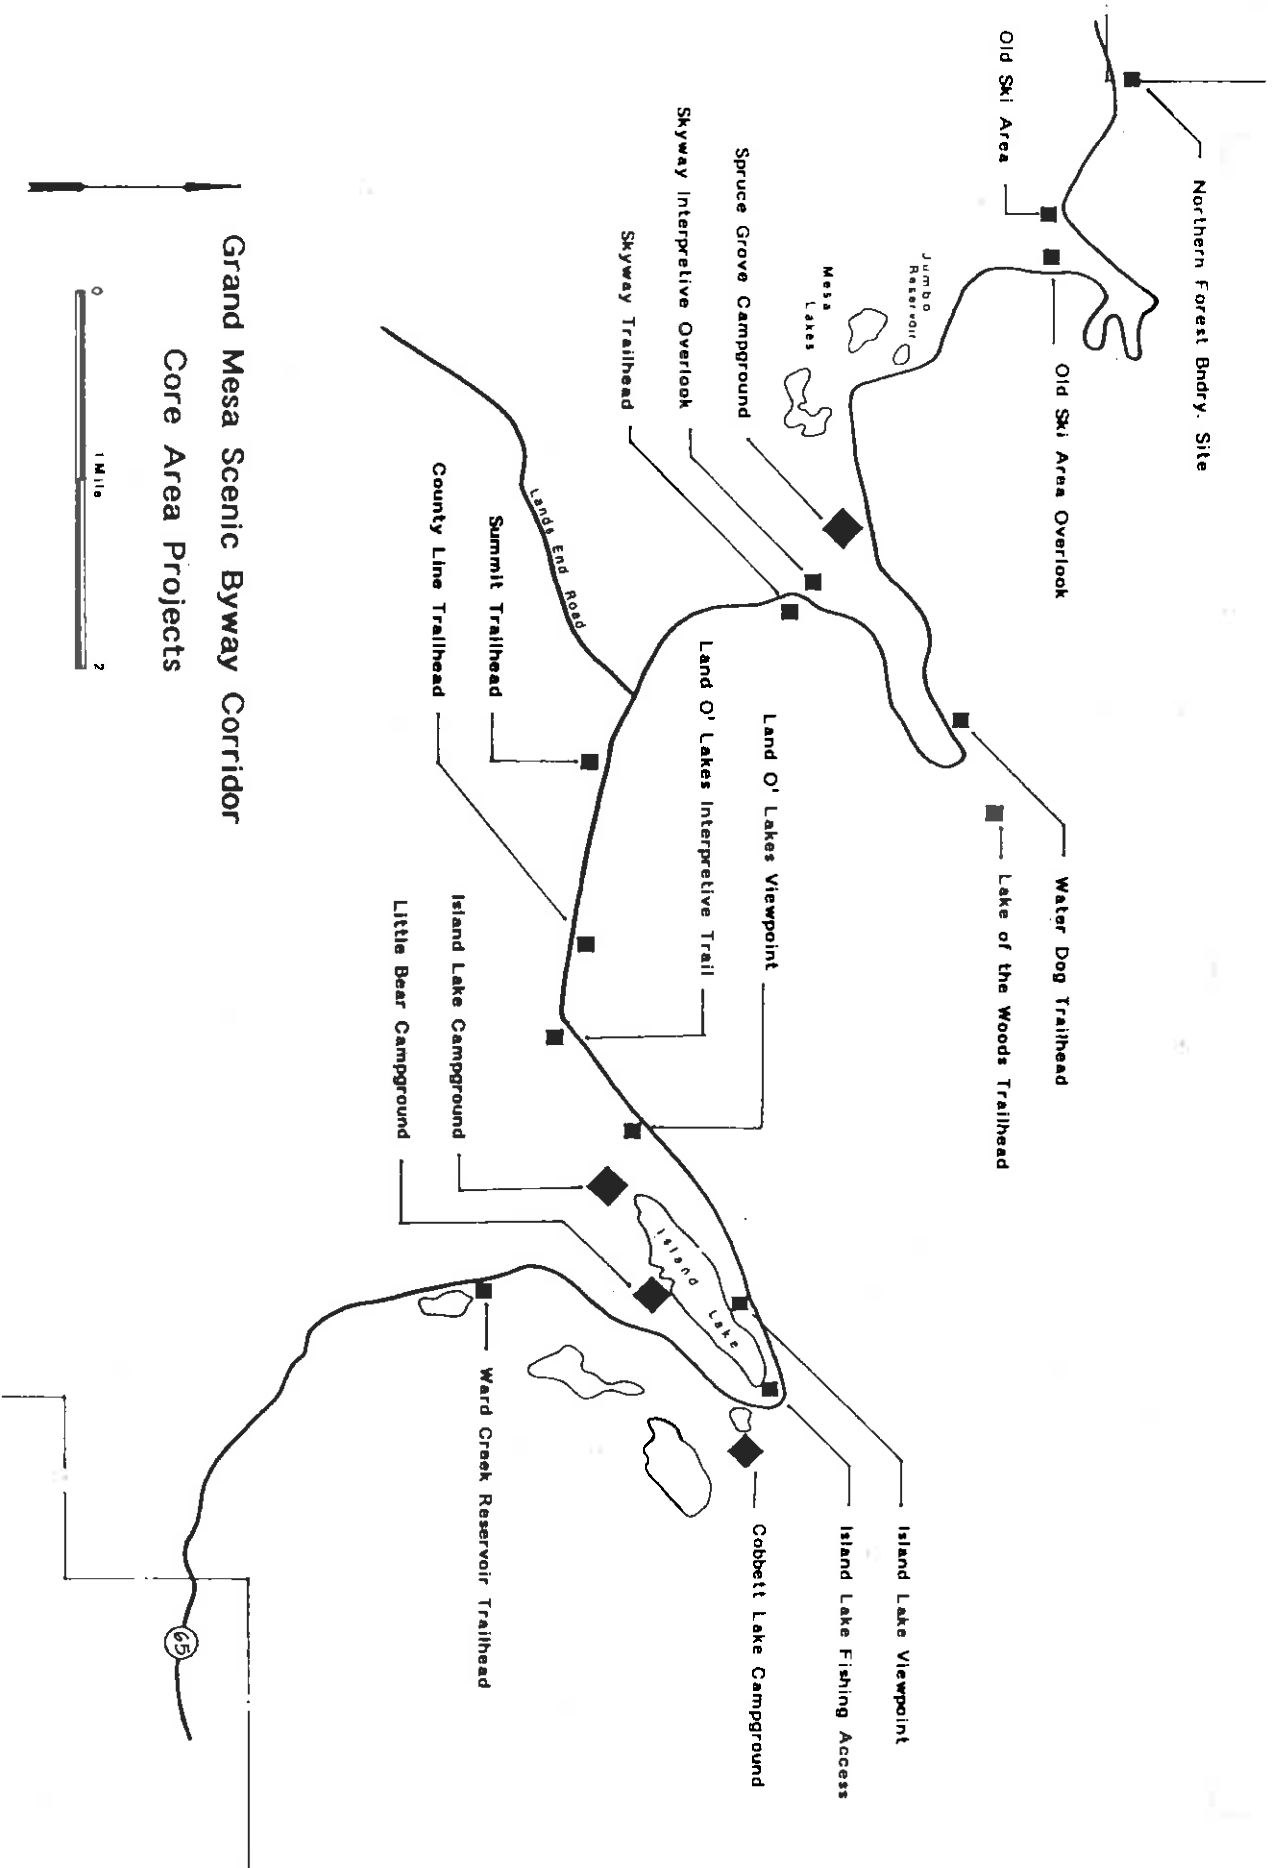 Northern Forest Bndry. Site
Old Ski Area
Old Ski Area Overlook
Water Dog Trailhead
Lake of the Woods Trailhead
Jumbo
Reservoir
Mesa
Lakes
Spruce Grove Campground
Skyway Interpretive Overlook
Skyway Trailhead
Island Lake Viewpoint
Island Lake Fishing Access
Cobbett Lake Campground
Land O' Lakes Viewpoint
Land O' Lakes Interpretive Trail
Island Lake
Lands End Road
Summit Trailhead
County Line Trailhead
Island Lake Campground
Little Bear Campground
Ward Creek Reservoir Trailhead
65
Grand Mesa Scenic Byway Corridor
Core Area Projects
0 1 Mile 2